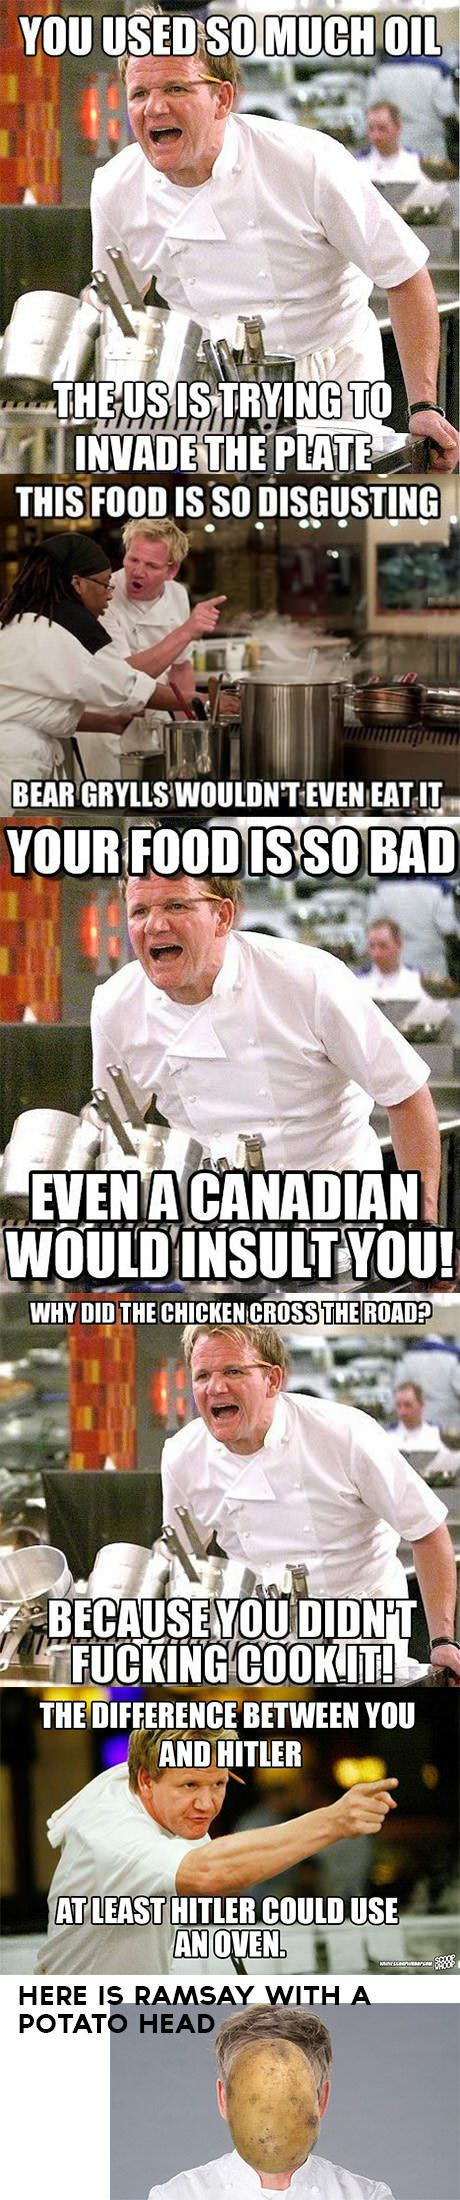 YOU USED SO MUCH OIL
THE US IS TRYING TO
INVADE THE PLATE
THIS FOOD IS SO DISGUSTING
BEAR GRYLLS WOULDN'T EVEN EAT IT
YOUR FOOD IS SO BAD
EVEN A CANADIAN
WOULD INSULT YOU!
WHY DID THE CHICKEN CROSS THE ROAD?
BECAUSE YOU DIDN'T
FUCKING COOK IT!
THE DIFFERENCE BETWEEN YOU
AND HITLER
AT LEAST HITLER COULD USE
AN OVEN.
SCOOP
WHOOP
HERE IS RAMSAY WITH A
POTATO HEAD